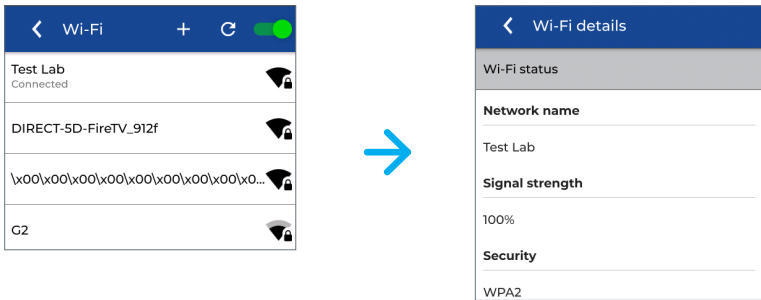 Wi-Fi
Test Lab
Connected
DIRECT-5D-FireTV_912f
\x00\x00\x00\x00\x00\x00\x00\x00\x0...
G2
Wi-Fi details
Wi-Fi status
Network name
Test Lab
Signal strength
100%
Security
WPA2